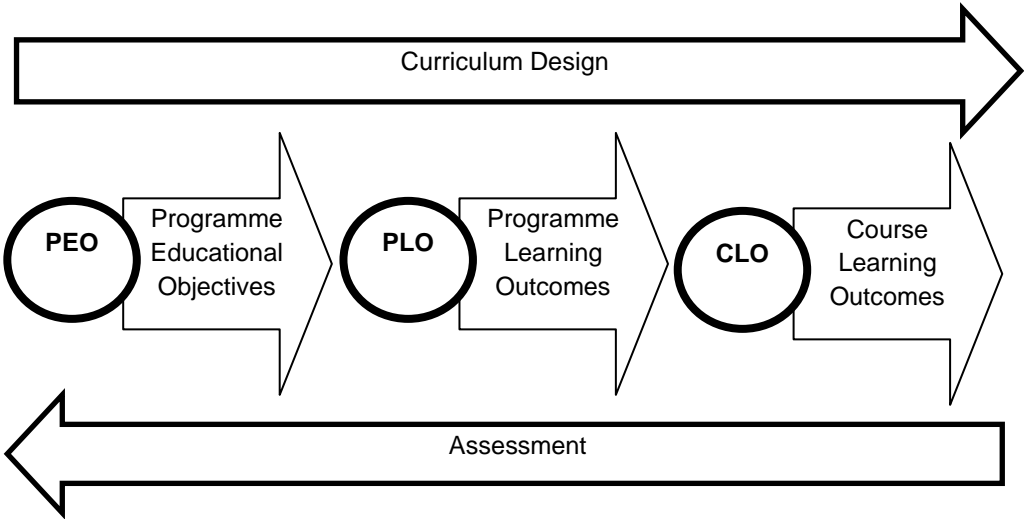 Curriculum Design
PEO
Programme
Educational
Objectives
PLO
Programme
Learning
Outcomes
CLO
Course
Learning
Outcomes
Assessment